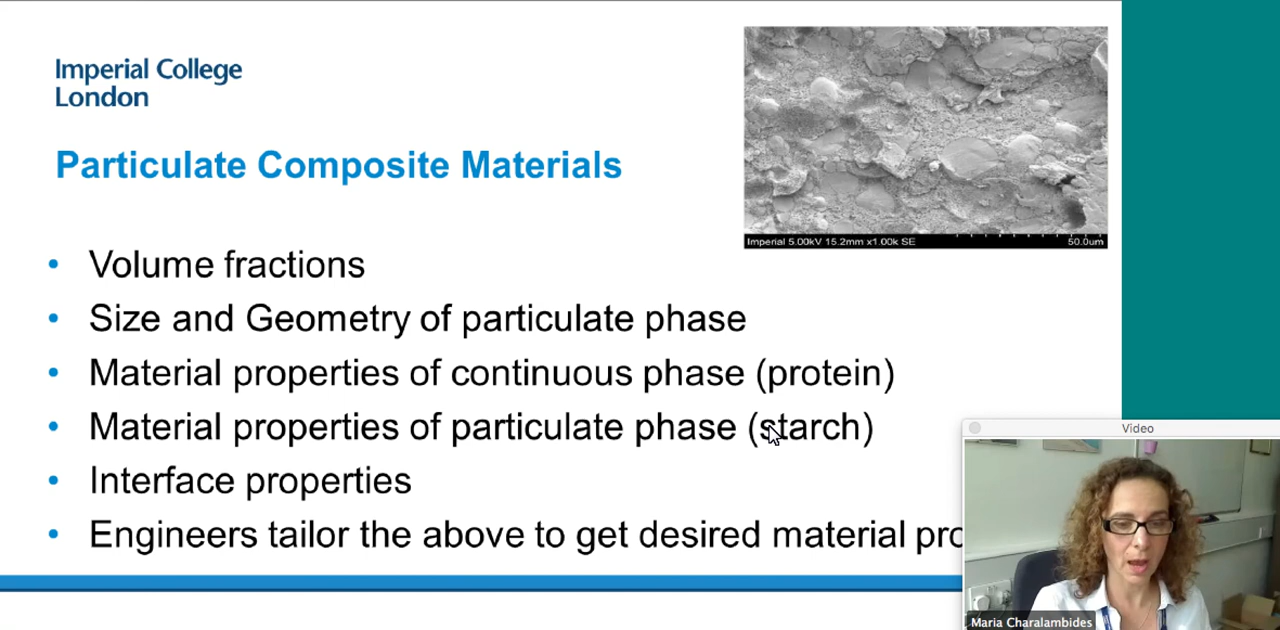 Imperial College
London
Imperial 5.00kV 15.2mm x1.00k SE 50.0um
Particulate Composite Materials
• Volume fractions
• Size and Geometry of particulate phase
• Material properties of continuous phase (protein)
• Material properties of particulate phase (starch)
• Interface properties
• Engineers tailor the above to get desired material pro
Video
Maria Charalambides